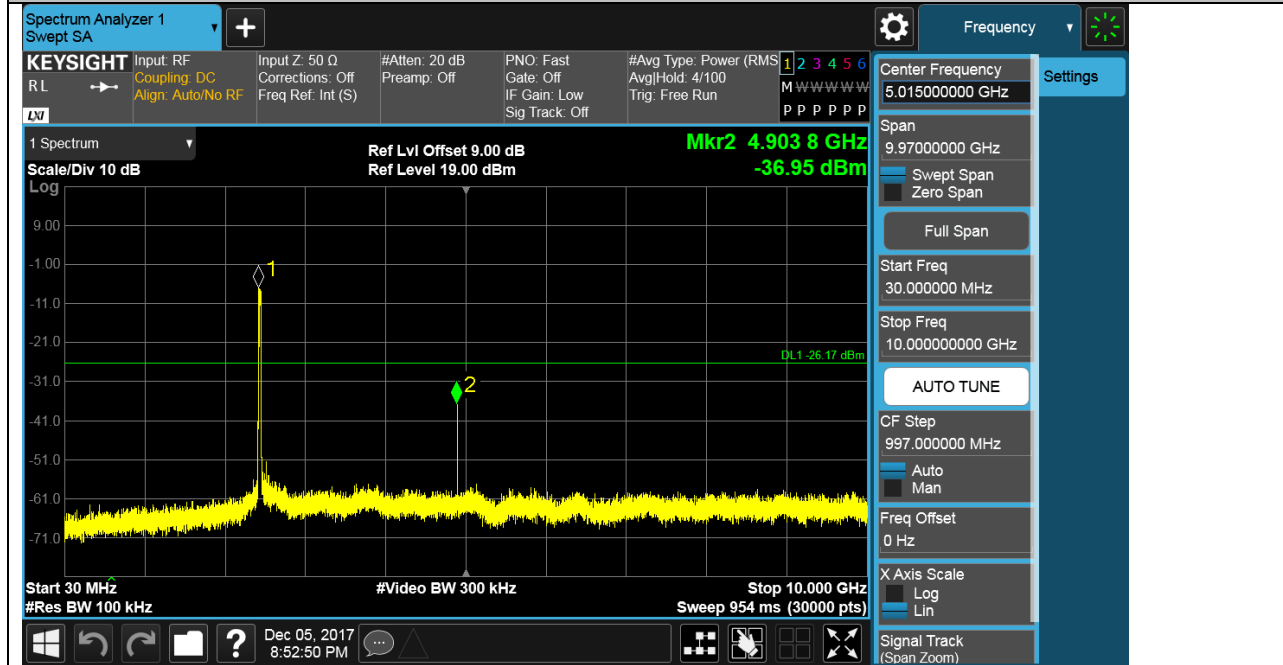 Spectrum Analyzer 1
Swept SA
+
Frequency
KEYSIGHT
R L
LXI
Input: RF
Coupling: DC
Align: Auto/No RF
Input Z: 50 Ω
Corrections: Off
Freq Ref: Int (S)
#Atten: 20 dB
Preamp: Off
PNO: Fast
Gate: Off
IF Gain: Low
Sig Track: Off
#Avg Type: Power (RMS
Avg|Hold: 4/100
Trig: Free Run
1 2 3 4 5 6
M W W W W W
P P P P P P
1 Spectrum
Scale/Div 10 dB
Log
Ref Lvl Offset 9.00 dB
Ref Level 19.00 dBm
Mkr2 4.903 8 GHz
-36.95 dBm
9.00
-1.00
-11.0
-21.0
-31.0
-41.0
-51.0
-61.0
-71.0
1
2
DL1 -26.17 dBm
Start 30 MHz
#Res BW 100 kHz
#Video BW 300 kHz
Stop 10.000 GHz
Sweep 954 ms (30000 pts)
?
Dec 05, 2017
8:52:50 PM
Center Frequency
5.015000000 GHz
Span
9.97000000 GHz
Swept Span
Zero Span
Full Span
Start Freq
30.000000 MHz
Stop Freq
10.000000000 GHz
AUTO TUNE
CF Step
997.000000 MHz
Auto
Man
Freq Offset
0 Hz
X Axis Scale
Log
Lin
Signal Track
(Span Zoom)
Settings